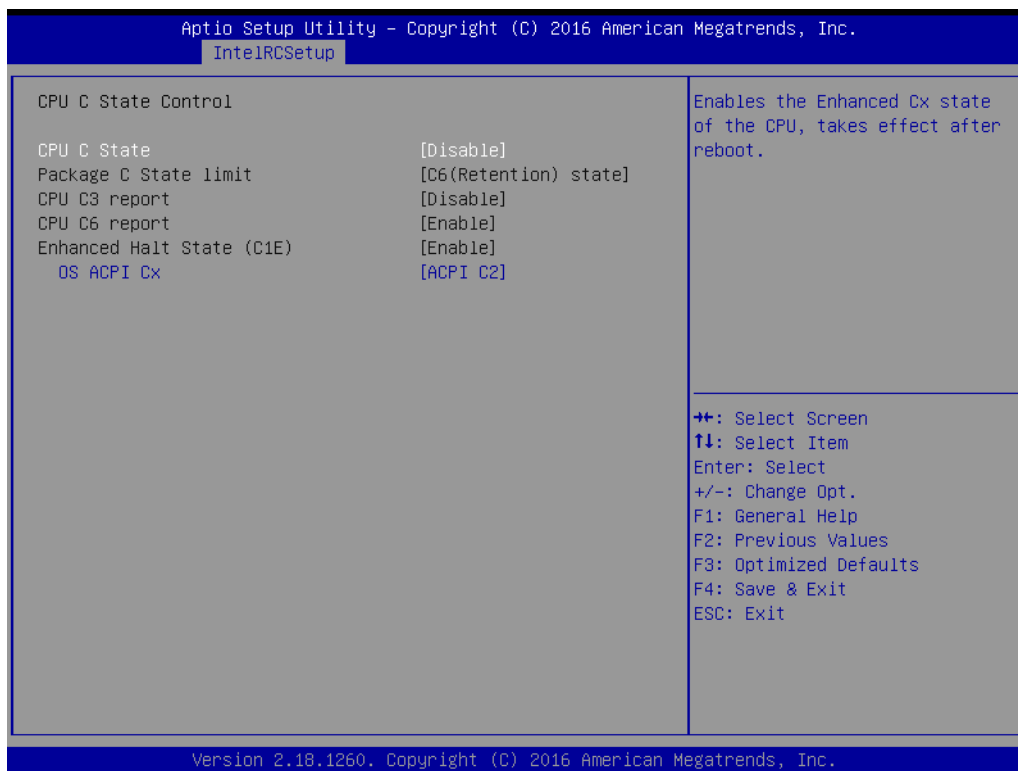 Aptio Setup Utility – Copyright (C) 2016 American Megatrends, Inc.
IntelRCSetup
CPU C State Control
CPU C State [Disable]
Package C State limit [C6(Retention) state]
CPU C3 report [Disable]
CPU C6 report [Enable]
Enhanced Halt State (C1E) [Enable]
OS ACPI Cx [ACPI C2]
Enables the Enhanced Cx state
of the CPU, takes effect after
reboot.
→←: Select Screen
↑↓: Select Item
Enter: Select
+/-: Change Opt.
F1: General Help
F2: Previous Values
F3: Optimized Defaults
F4: Save & Exit
ESC: Exit
Version 2.18.1260. Copyright (C) 2016 American Megatrends, Inc.